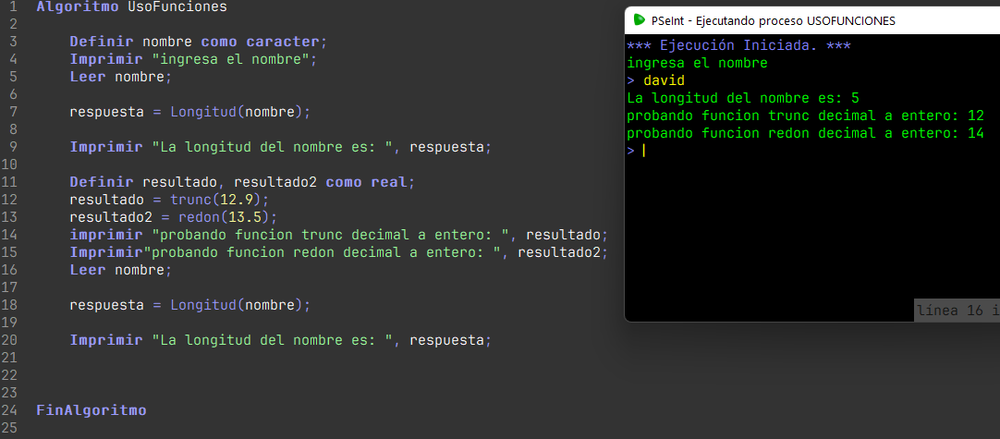 1 Algoritmo UsoFunciones
2
3 Definir nombre como caracter;
4 Imprimir "ingresa el nombre";
5 Leer nombre;
6
7 respuesta = Longitud(nombre);
8
9 Imprimir "La longitud del nombre es: ", respuesta;
10
11 Definir resultado, resultado2 como real;
12 resultado = trunc(12.9);
13 resultado2 = redon(13.5);
14 imprimir "probando funcion trunc decimal a entero: ", resultado;
15 Imprimir"probando funcion redon decimal a entero: ", resultado2;
16 Leer nombre;
17
18 respuesta = Longitud(nombre);
19
20 Imprimir "La longitud del nombre es: ", respuesta;
21
22
23
24 FinAlgoritmo
25
PSeInt - Ejecutando proceso USOFUNCIONES
*** Ejecución Iniciada. ***
ingresa el nombre
> david
La longitud del nombre es: 5
probando funcion trunc decimal a entero: 12
probando funcion redon decimal a entero: 14
>
línea 16 i